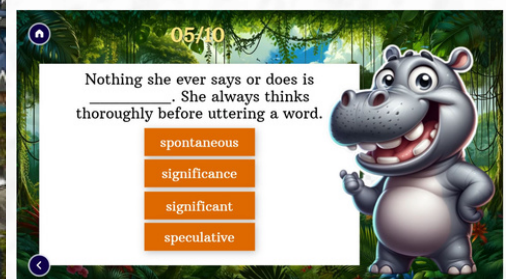 05/10
Nothing she ever says or does is
__________. She always thinks
thoroughly before uttering a word.
spontaneous
significance
significant
speculative